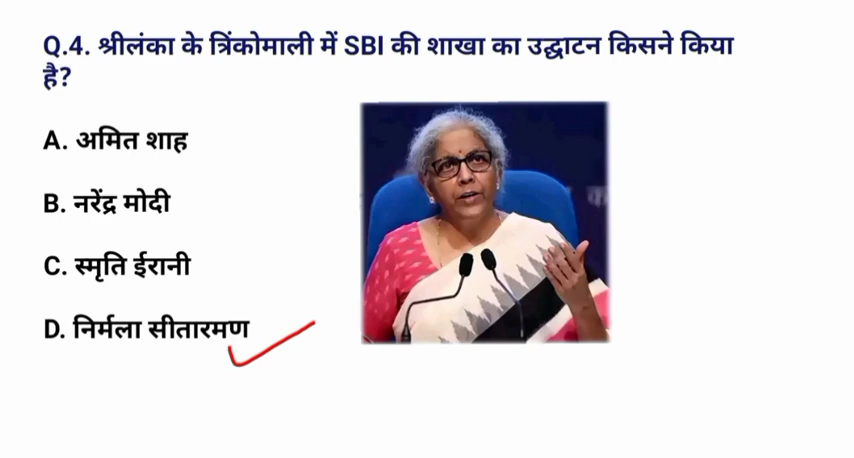 Q.4. श्रीलंका के त्रिंकोमाली में SBI की शाखा का उद्घाटन किसने किया
है?
A. अमित शाह
B. नरेंद्र मोदी
C. स्मृति ईरानी
D. निर्मला सीतारमण